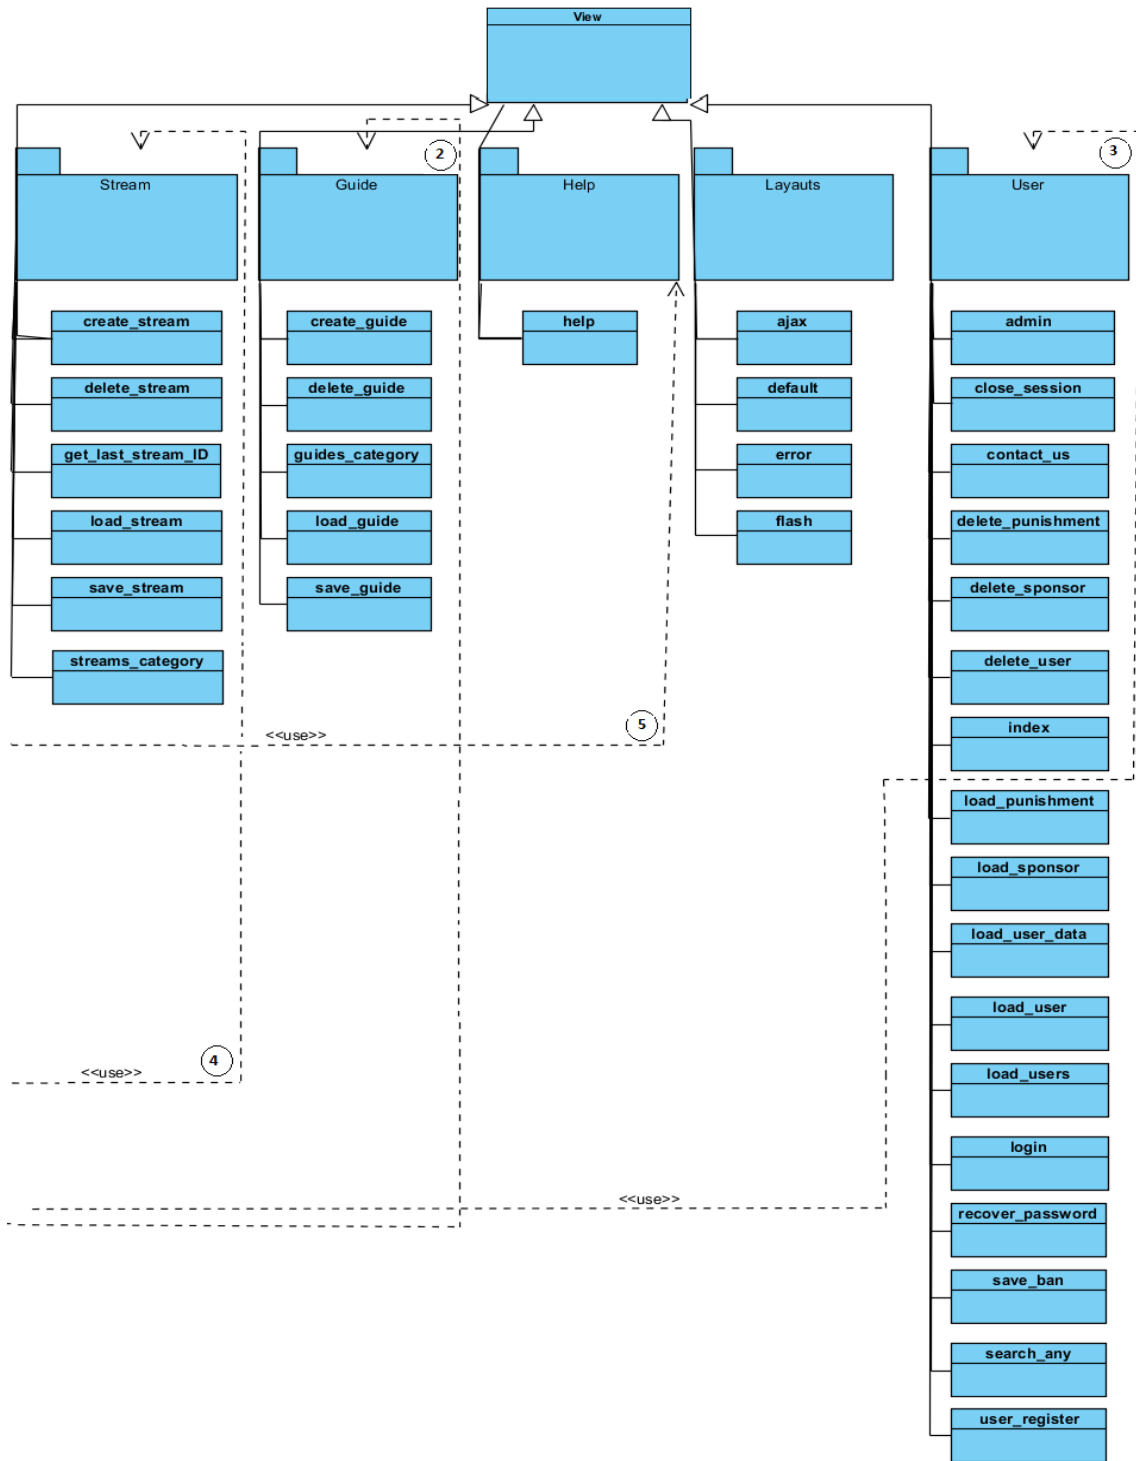 View
2
3
Stream
Guide
Help
Layauts
User
create_stream
create_guide
help
ajax
admin
delete_stream
delete_guide
default
close_session
get_last_stream_ID
guides_category
error
contact_us
load_stream
load_guide
flash
delete_punishment
save_stream
save_guide
delete_sponsor
streams_category
delete_user
5
<<use>>
index
load_punishment
load_sponsor
load_user_data
load_user
4
<<use>>
load_users
login
<<use>>
recover_password
save_ban
search_any
user_register